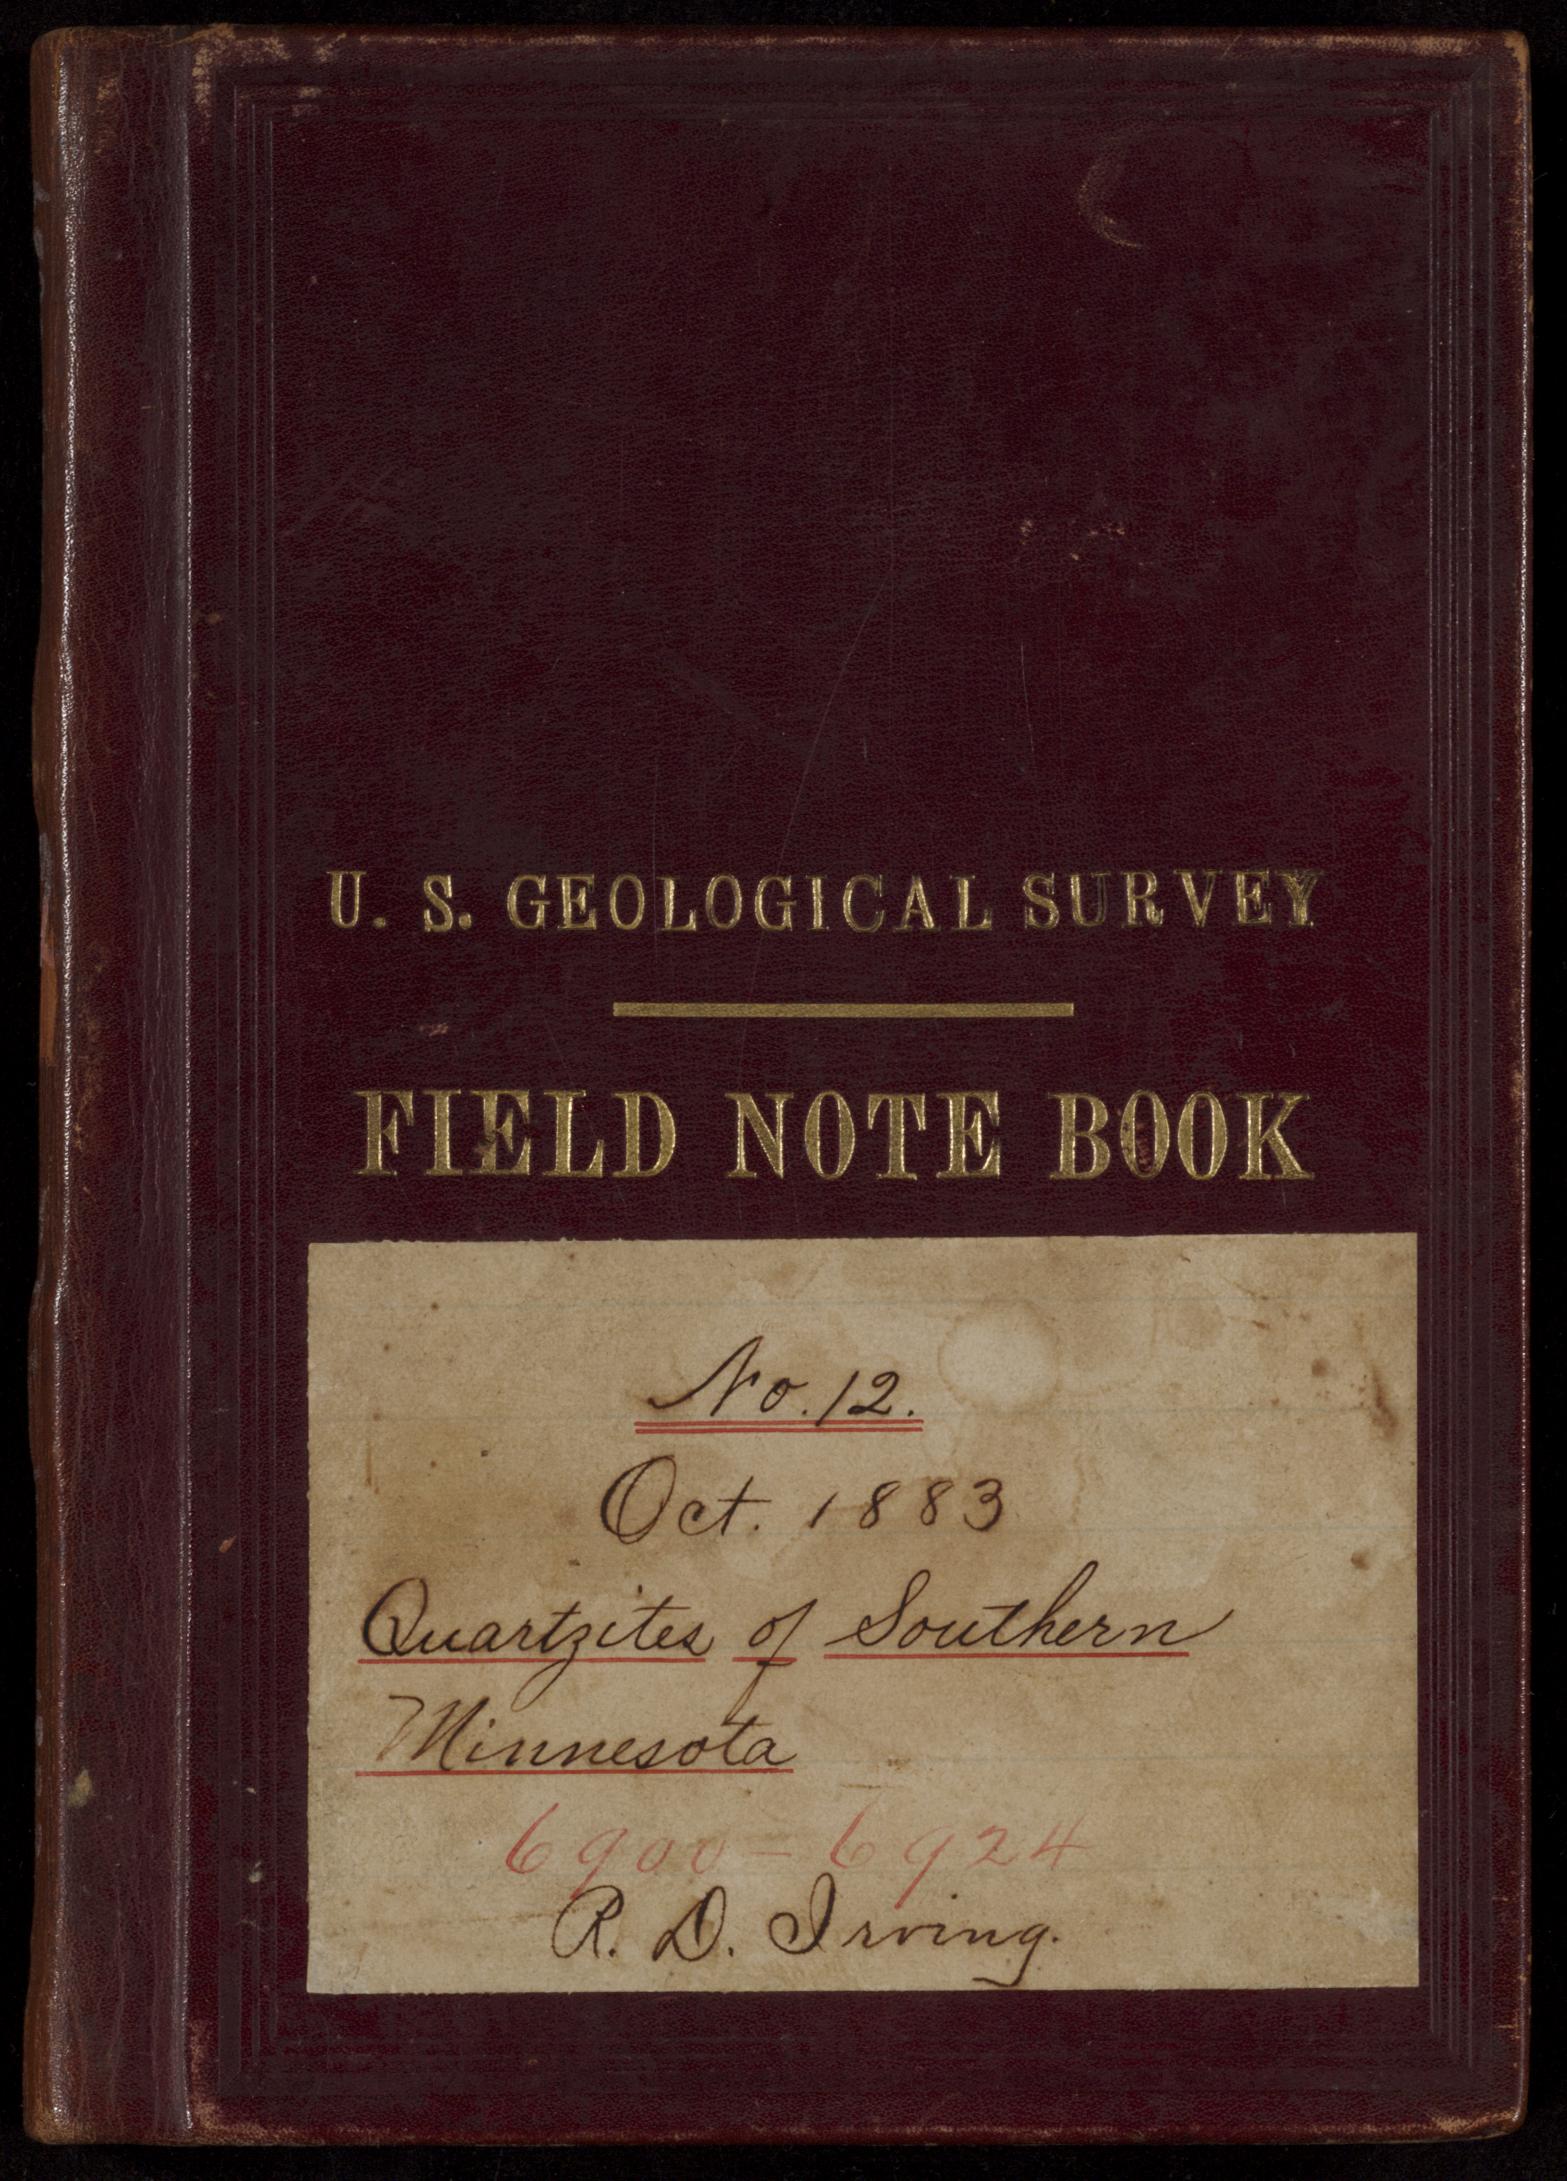 U. S. GEOLOGICAL SURVEY
FIELD NOTE BOOK
No. 12.
Oct. 1883
Quartzites of Southern
Minnesota
6900 - 6924
R. D. Irving.